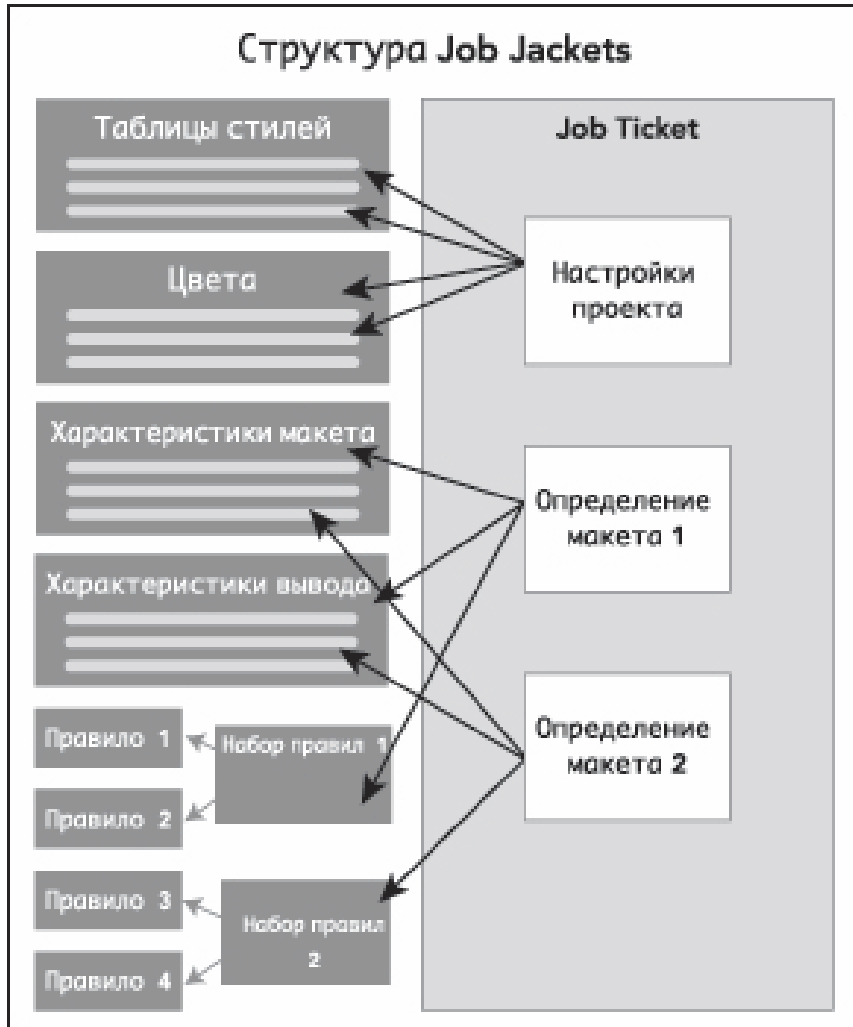 Структура Job Jackets
Таблицы стилей
Цвета
Характеристики макета
Характеристики вывода
Правило 1
Правило 2
Правило 3
Правило 4
Набор правил 1
Набор правил
2
Job Ticket
Настройки
проекта
Определение
макета 1
Определение
макета 2